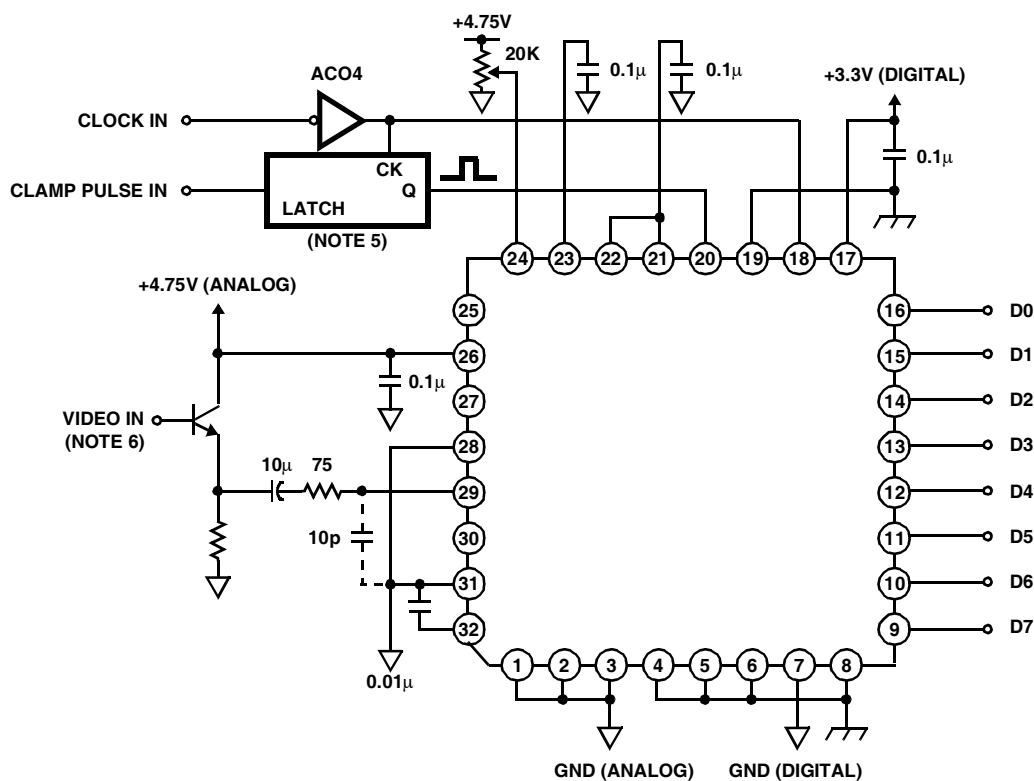 +4.75V
20K
0.1μ
0.1μ
+3.3V (DIGITAL)
ACO4
CLOCK IN
CK
0.1μ
CLAMP PULSE IN
Q
LATCH
(NOTE 5)
24 23 22 21 20 19 18 17
+4.75V (ANALOG)
25
16 D0
26
15 D1
0.1μ
27
14 D2
VIDEO IN
(NOTE 6)
28
13 D3
10μ 75
29
12 D4
10p
30
11 D5
31
10 D6
32
9 D7
0.01μ
1 2 3 4 5 6 7 8
GND (ANALOG) GND (DIGITAL)